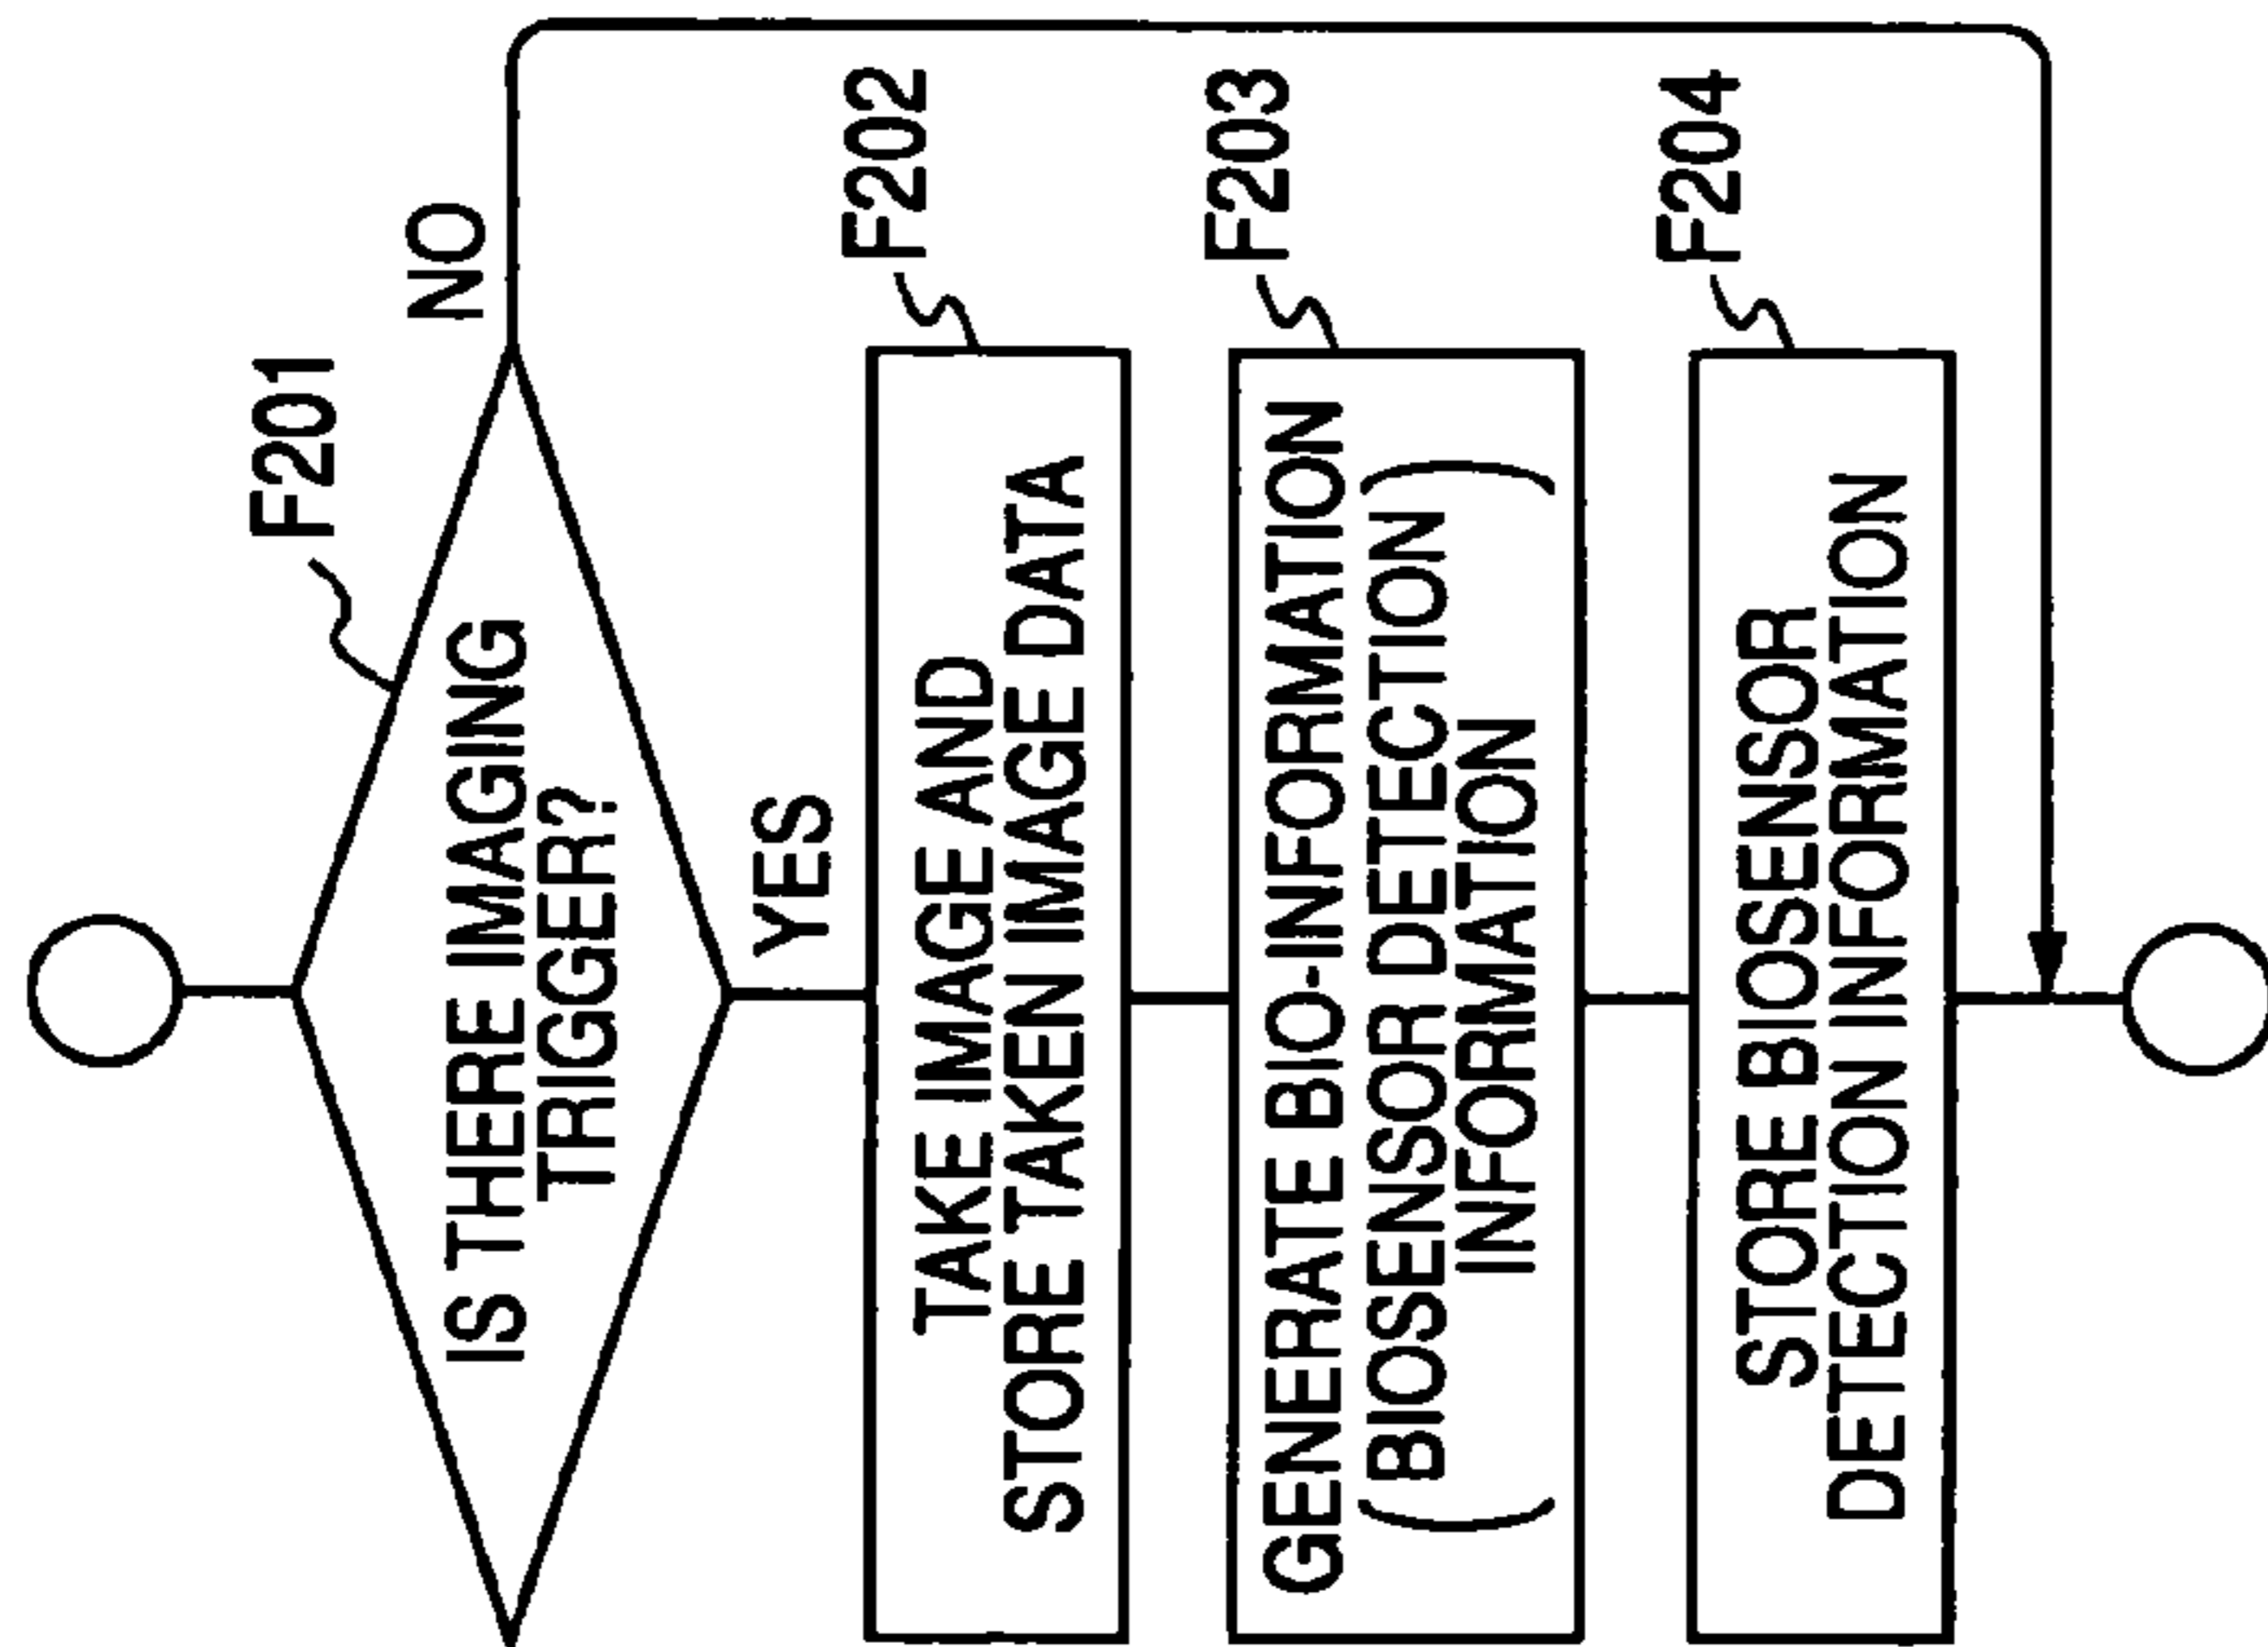 F201
IS THERE IMAGING
TRIGGER?
NO
YES
F202
TAKE IMAGE AND
STORE TAKEN IMAGE DATA
F203
GENERATE BIO-INFORMATION
(BIOSENSOR DETECTION
INFORMATION)
F204
STORE BIOSENSOR
DETECTION INFORMATION